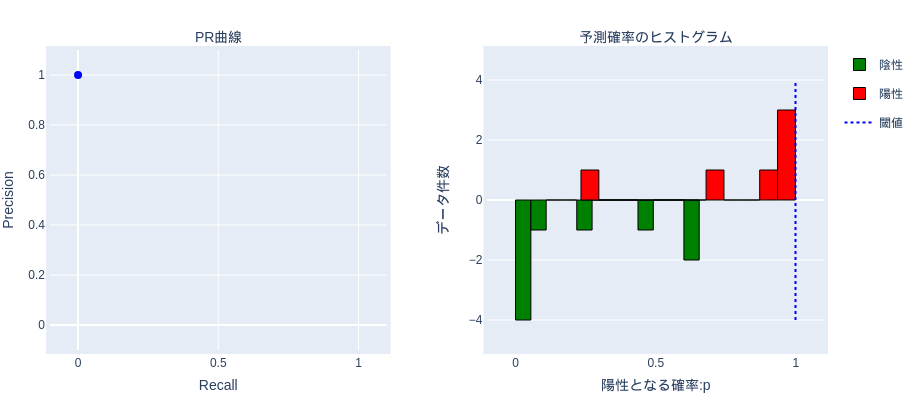 PR曲線
1
0.8
0.6
0.4
0.2
0
Precision
0
0.5
1
Recall
予測確率のヒストグラム
4
2
0
−2
−4
データ件数
0
0.5
1
陽性となる確率:p
陰性
陽性
閾値